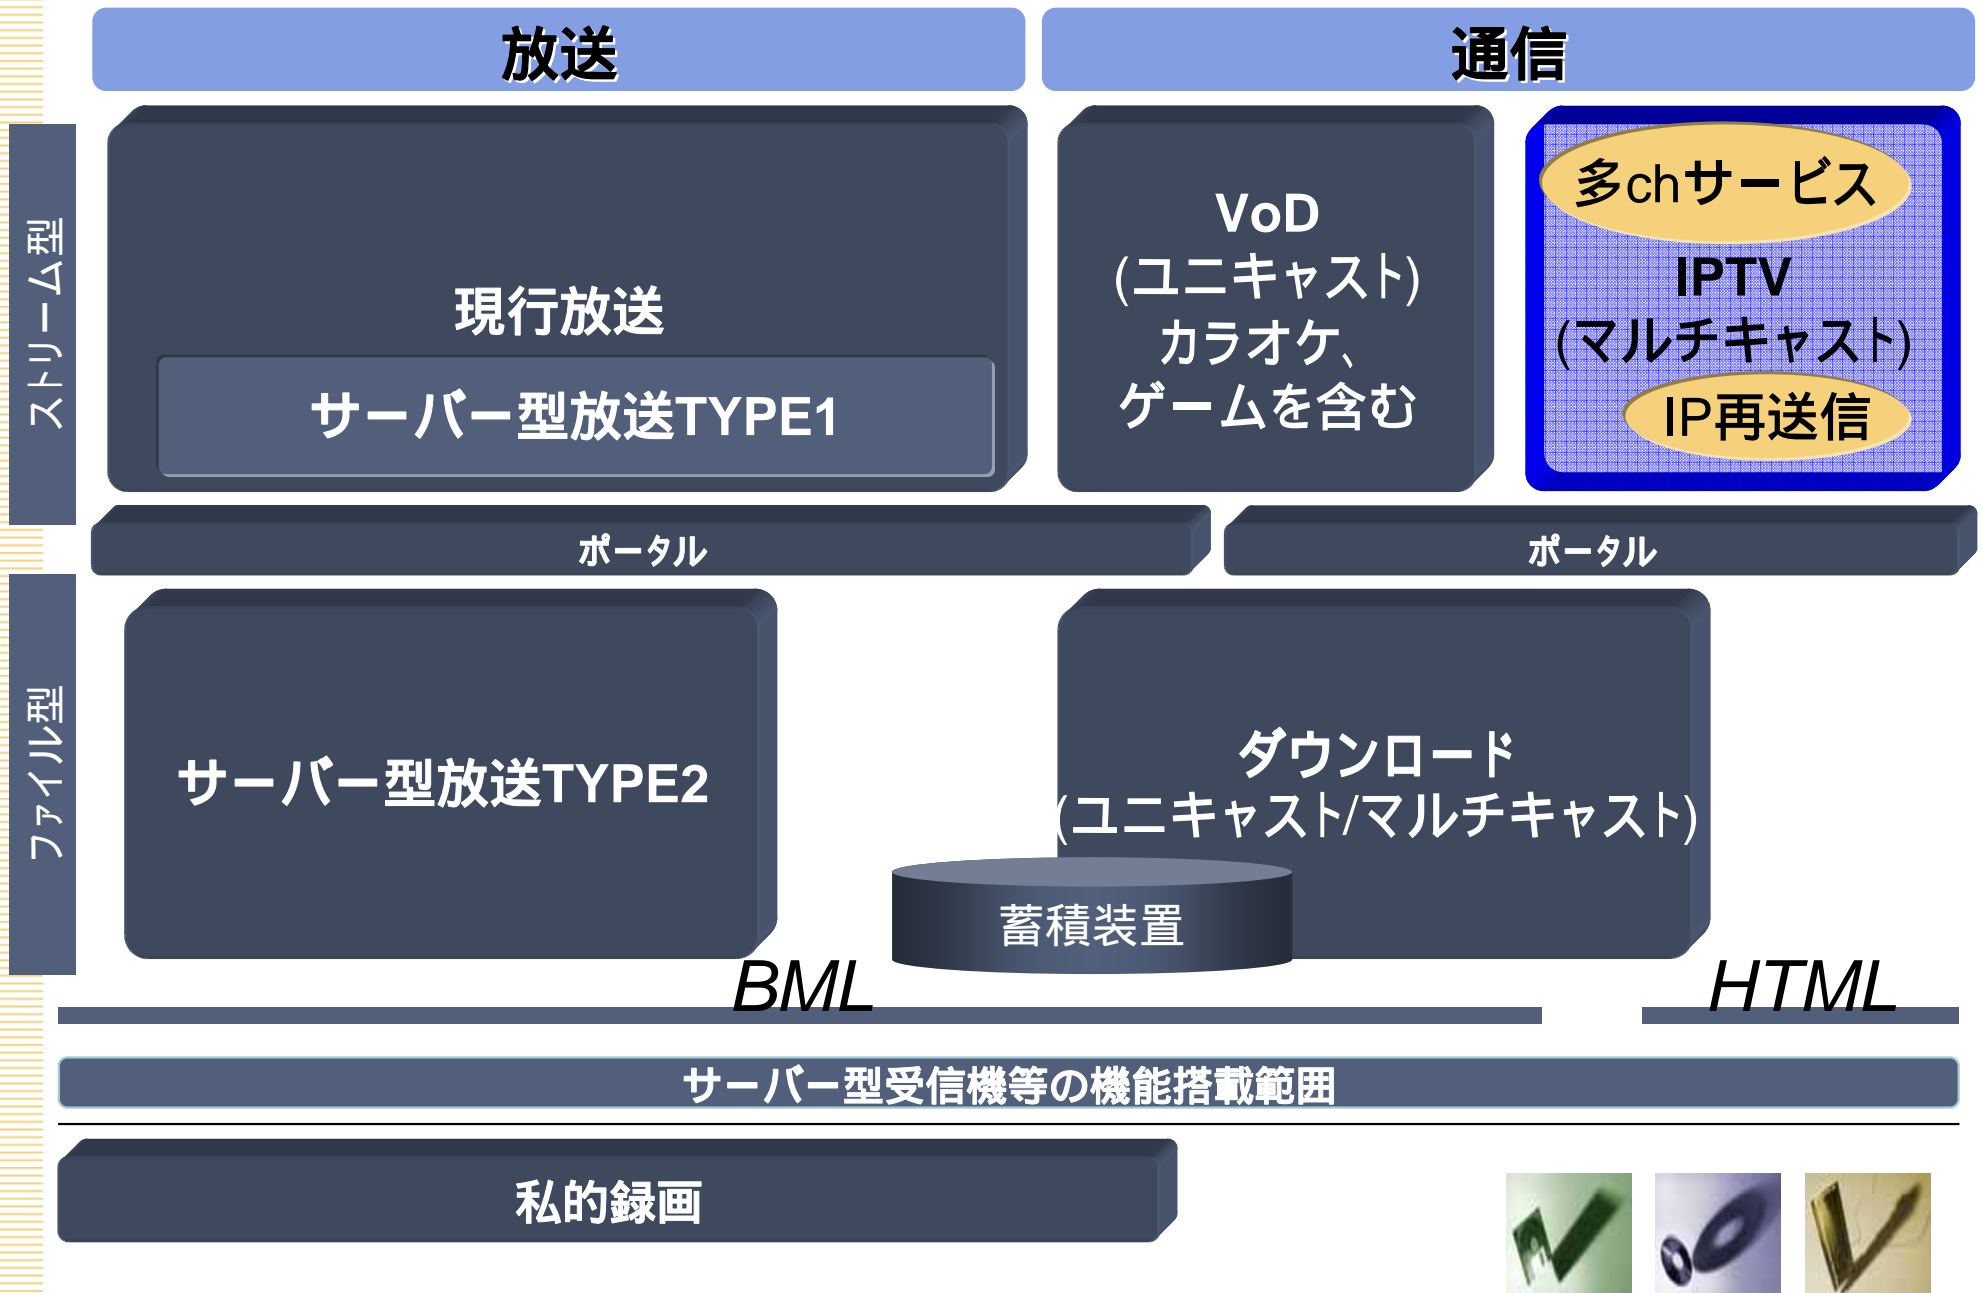 放送
通信
ストリーム型
現行放送
サーバー型放送TYPE1
VoD
(ユニキャスト)
カラオケ、
ゲームを含む
多chサービス
IPTV
(マルチキャスト)
IP再送信
ポータル
ポータル
ファイル型
サーバー型放送TYPE2
ダウンロード
(ユニキャスト/マルチキャスト)
蓄積装置
BML
HTML
サーバー型受信機等の機能搭載範囲
私的録画